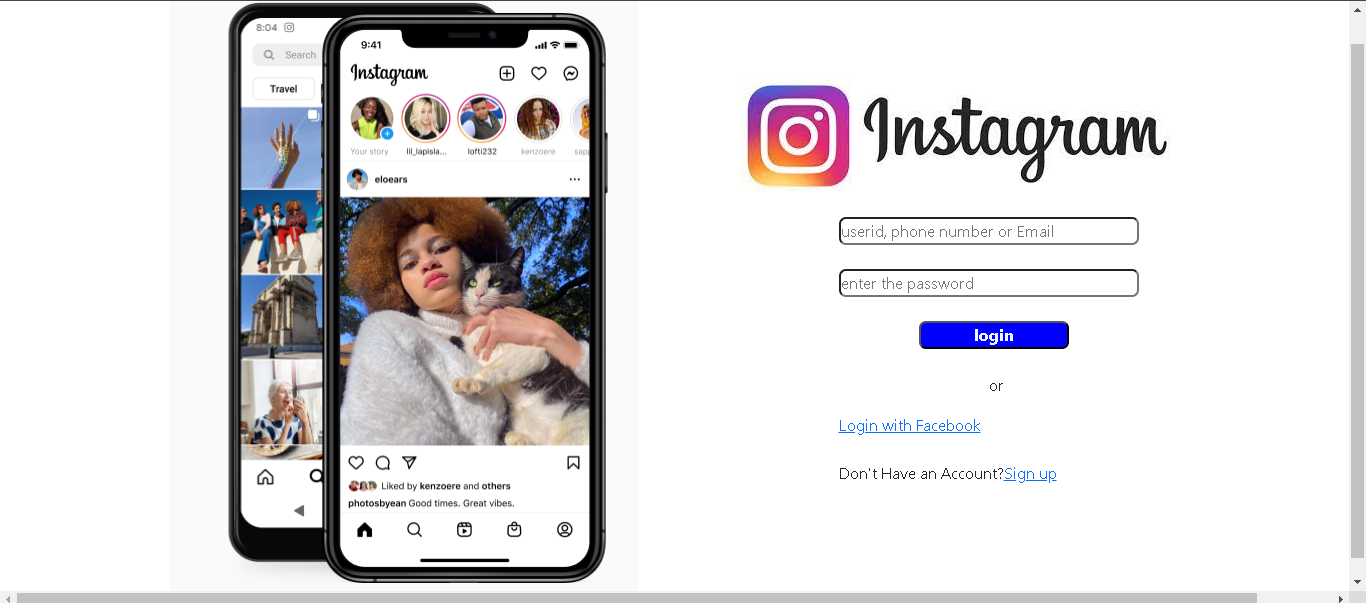 8:04
Search
Travel
9:41
Instagram
Your story
lil_lapisla...
lofti232
kenzoere
sap
eloears
Liked by kenzoere and others
photosbyean Good times. Great vibes.
Instagram
userid, phone number or Email
enter the password
login
or
Login with Facebook
Don't Have an Account?Sign up